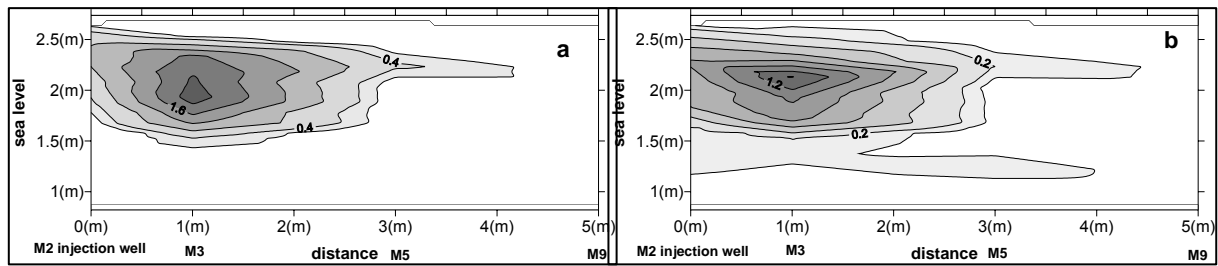 2.5(m)
2(m)
1.5(m)
1(m)
sea level
a
0.4
1.6
0.4
0(m) 1(m) 2(m) 3(m) 4(m) 5(m)
M2 injection well M3 distance M5 M9
2.5(m)
2(m)
1.5(m)
1(m)
sea level
b
0.2
1.2
0.2
0(m) 1(m) 2(m) 3(m) 4(m) 5(m)
M2 injection well M3 distance M5 M9